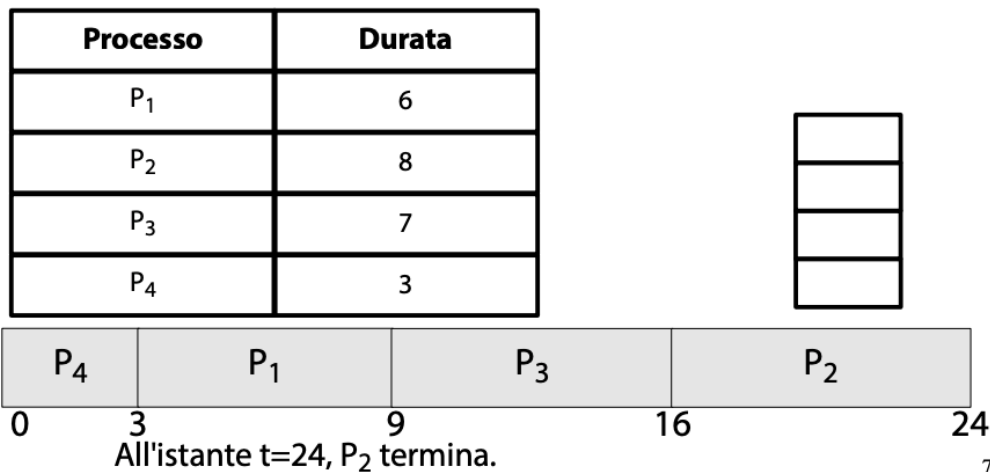 Processo Durata
P₁ 6
P₂ 8
P₃ 7
P₄ 3
P₄ P₁ P₃ P₂
0 3 9 16 24
All'istante t=24, P₂ termina.